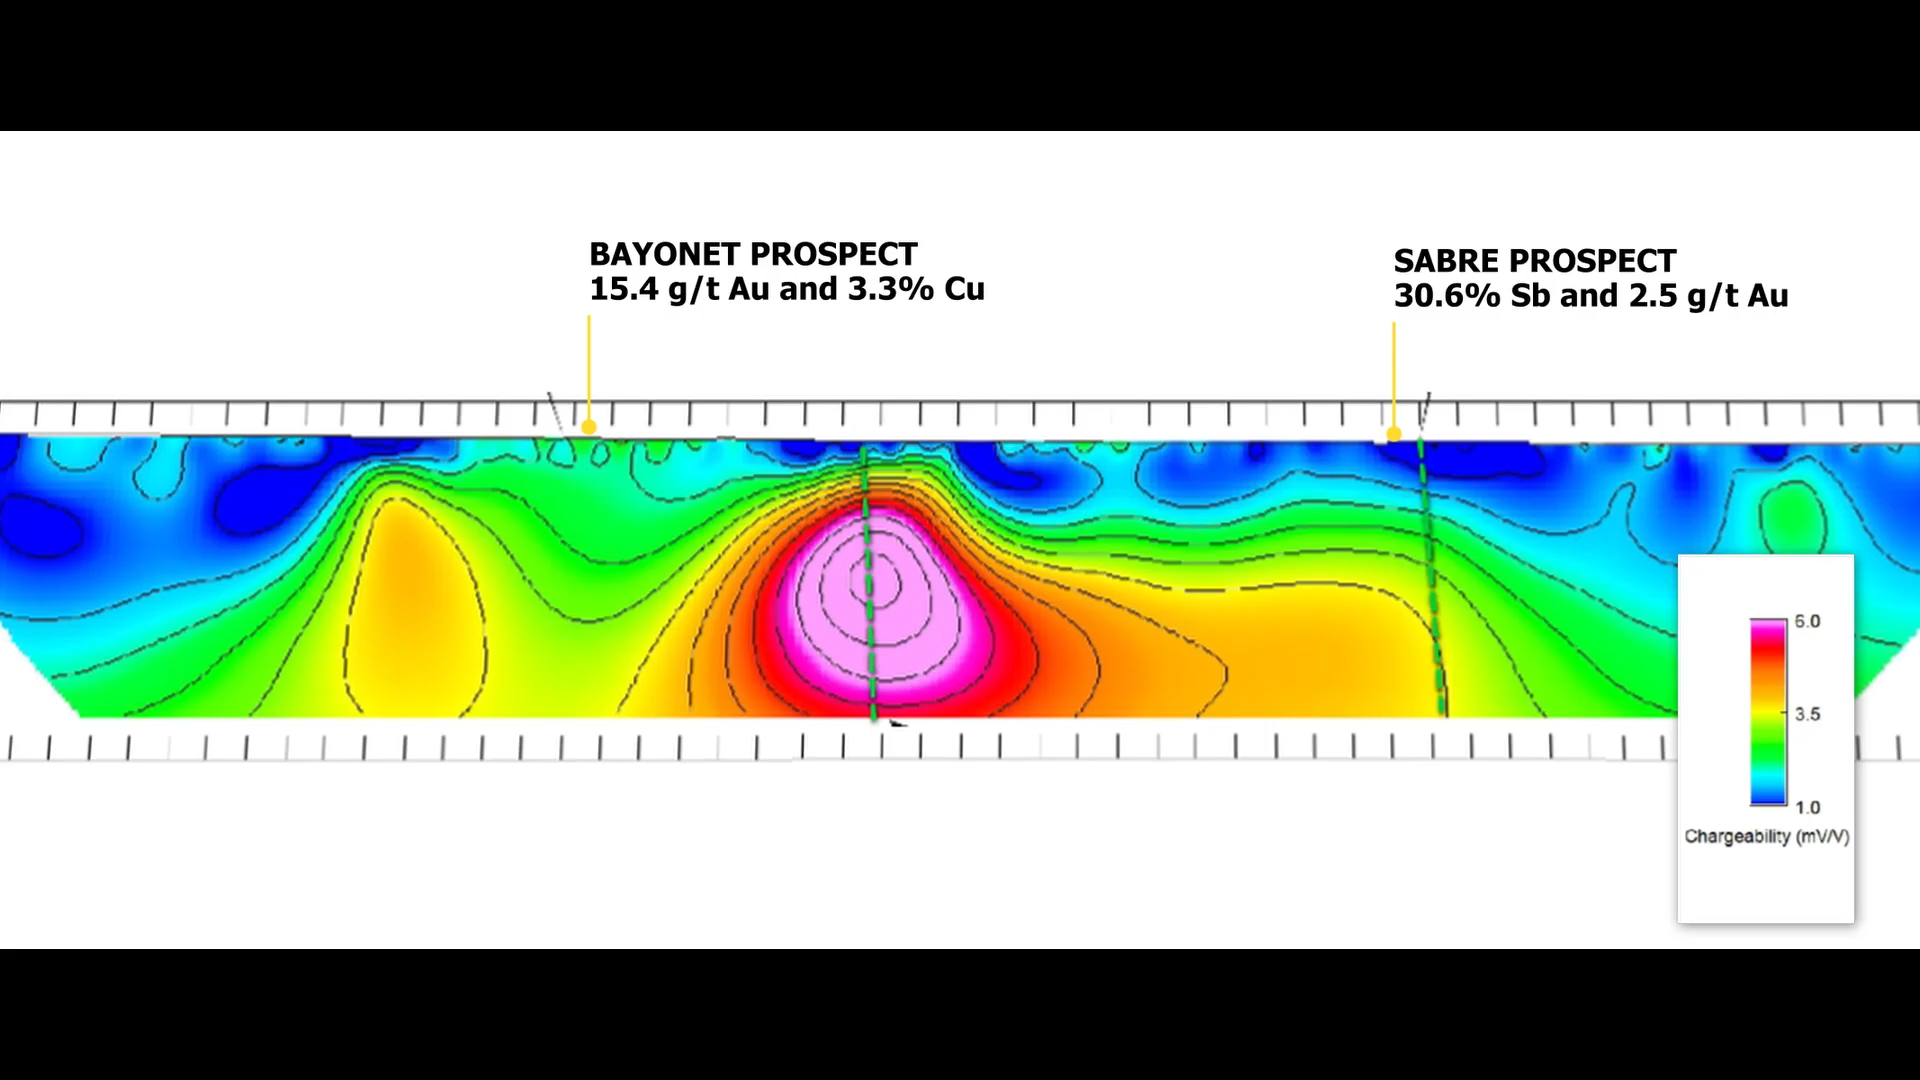 BAYONET PROSPECT
15.4 g/t Au and 3.3% Cu
SABRE PROSPECT
30.6% Sb and 2.5 g/t Au
6.0
3.5
1.0
Chargeability (mV/V)